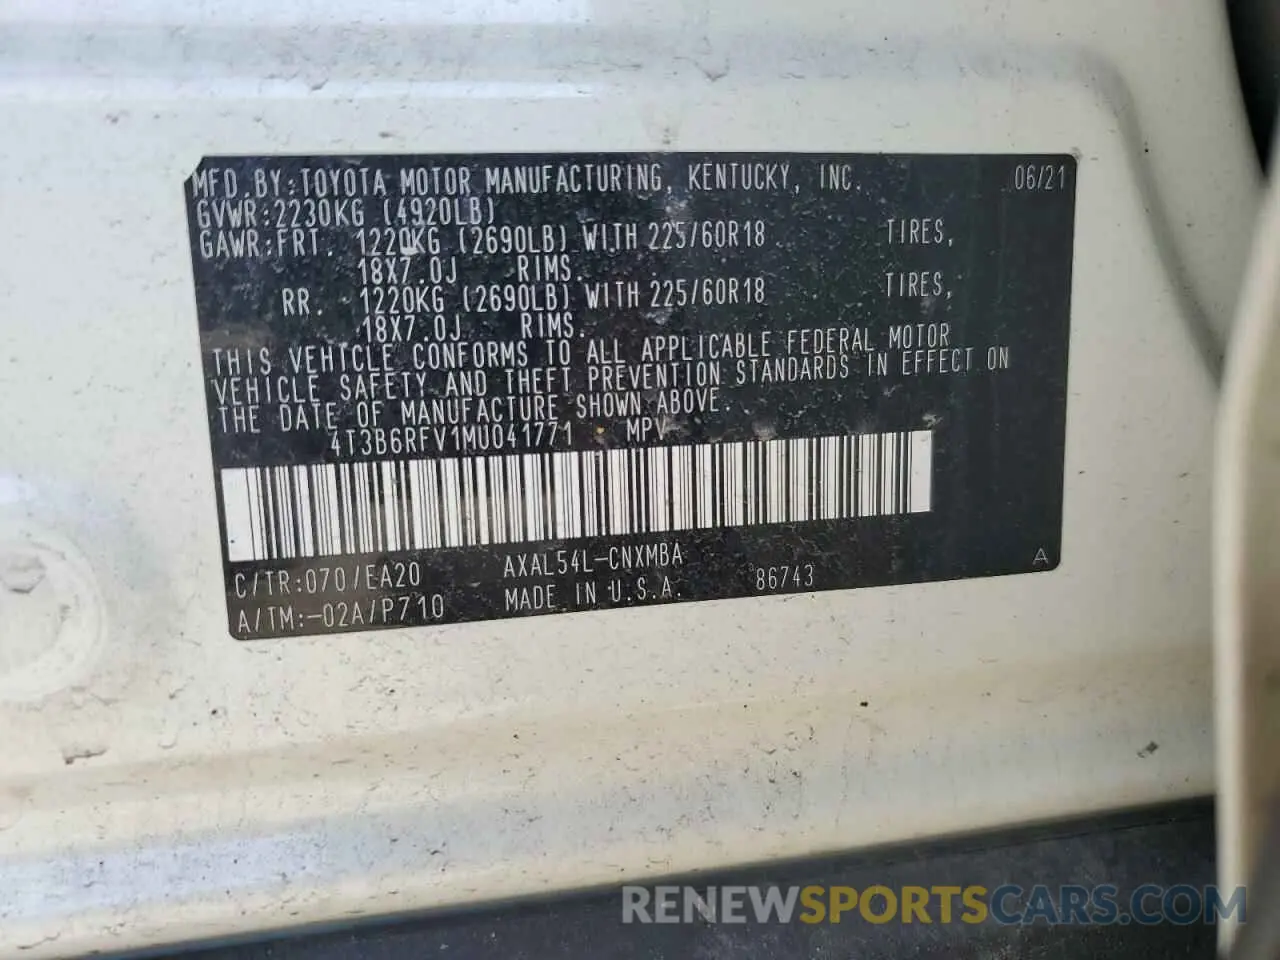 MFD.BY:TOYOTA MOTOR MANUFACTURING, KENTUCKY, INC. 06/21
GVWR:2230KG (4920LB)
GAWR:FRT. 1220KG (2690LB) WITH 225/60R18 TIRES,
18X7.0J RIMS.
RR. 1220KG (2690LB) WITH 225/60R18 TIRES,
18X7.0J RIMS.
THIS VEHICLE CONFORMS TO ALL APPLICABLE FEDERAL MOTOR
VEHICLE SAFETY AND THEFT PREVENTION STANDARDS IN EFFECT ON
THE DATE OF MANUFACTURE SHOWN ABOVE.
4T3B6RFV1MU041771 MPV
C/TR:070/EA20 AXAL54L-CNXMBA A
A/TM:-02A/P710 MADE IN U.S.A. 86743
RENEWSPORTSCARS.COM